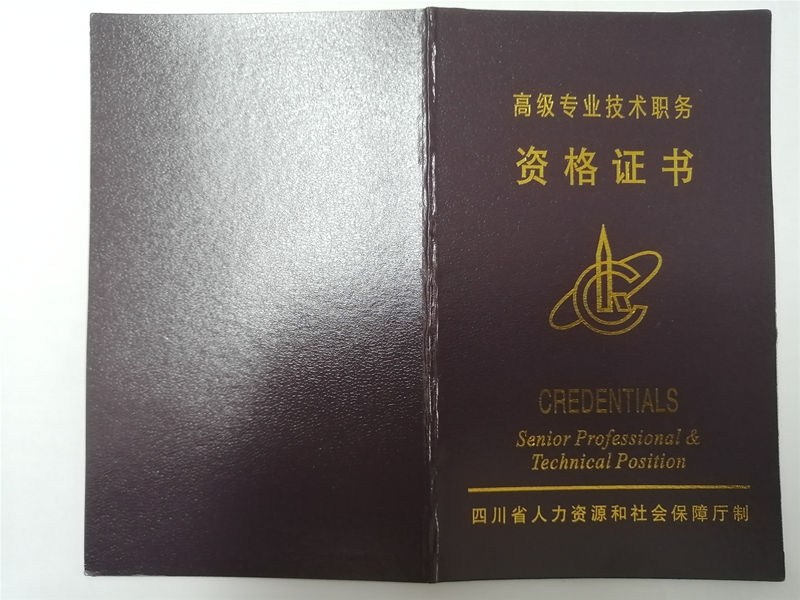 高级专业技术职务
资格证书
CREDENTIALS
Senior Professional &
Technical Position
四川省人力资源和社会保障厅制